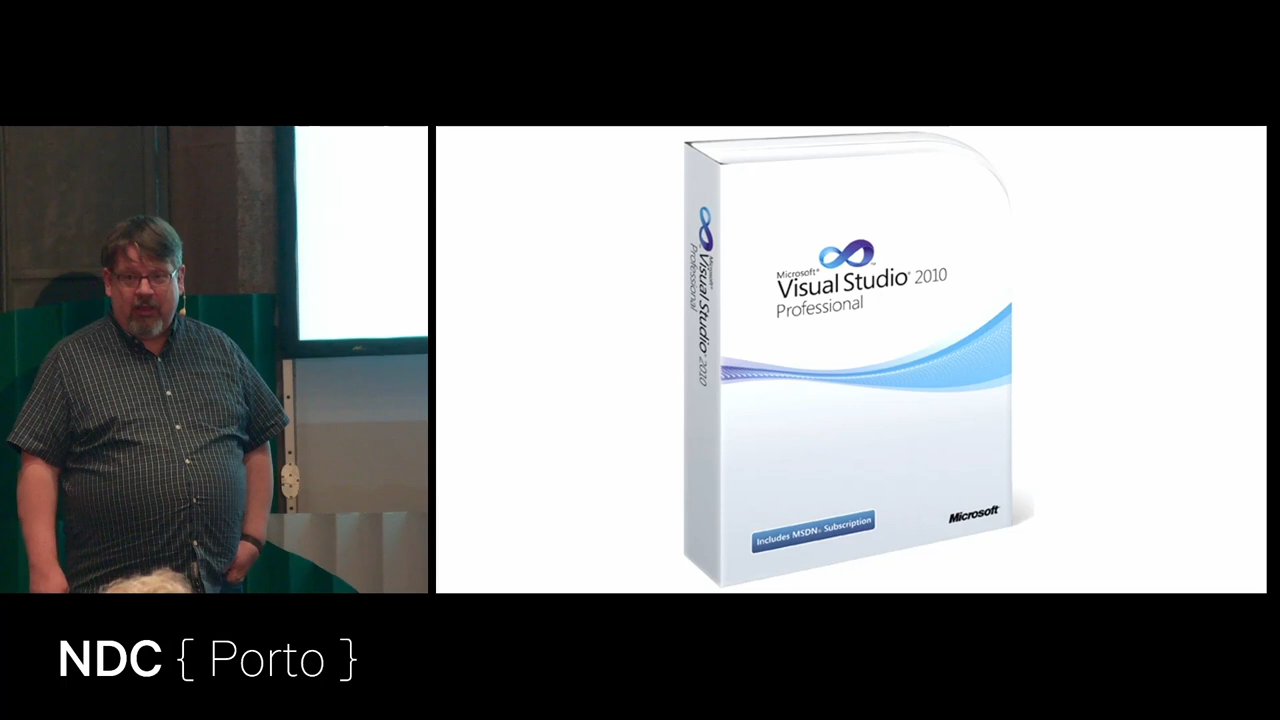 Microsoft®
Visual Studio® 2010
Professional
Microsoft®
Visual Studio® 2010
Professional
Includes MSDN® Subscription
Microsoft®
NDC { Porto }